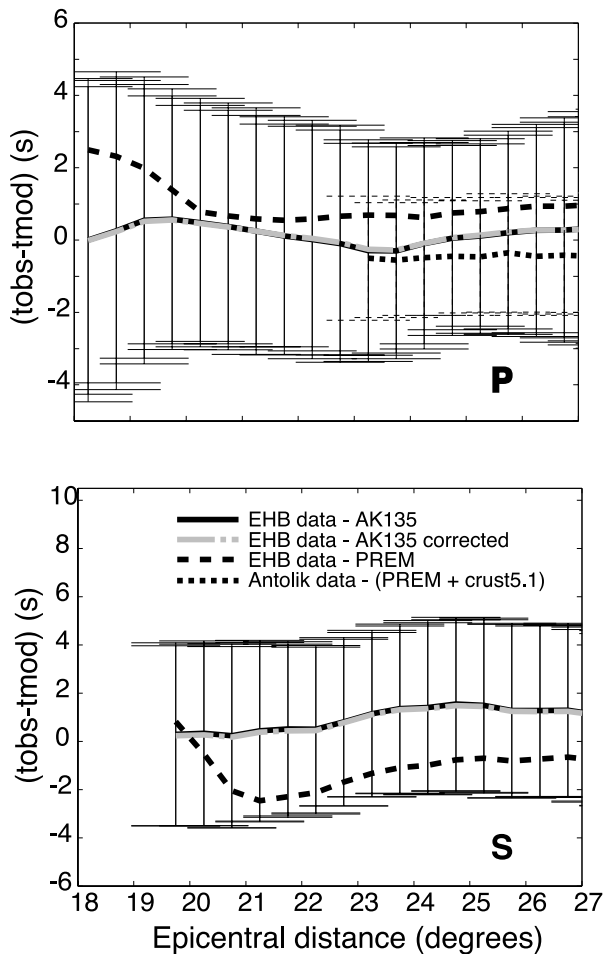 6
4
2
0
-2
-4
(tobs-tmod) (s)
P
10
8
6
4
2
0
-2
-4
-6
(tobs-tmod) (s)
EHB data - AK135
EHB data - AK135 corrected
EHB data - PREM
Antolik data - (PREM + crust5.1)
S
18 19 20 21 22 23 24 25 26 27
Epicentral distance (degrees)